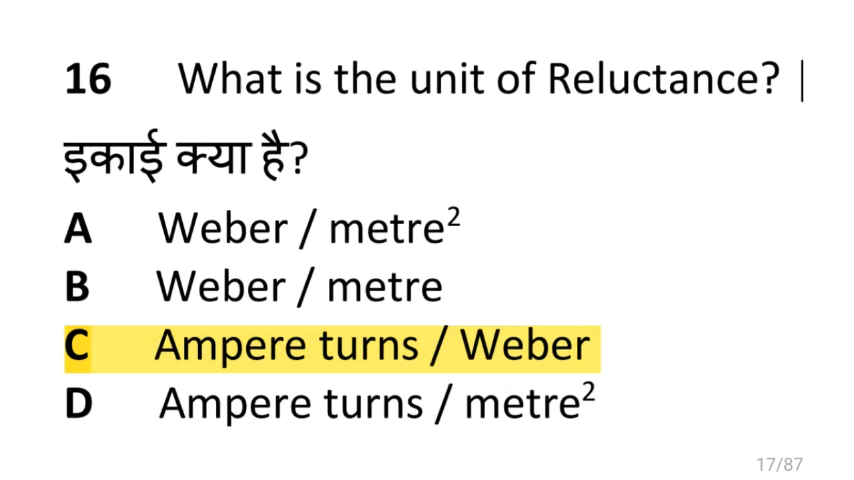 16 What is the unit of Reluctance? |
इकाई क्या है?
A Weber / metre²
B Weber / metre
C Ampere turns / Weber
D Ampere turns / metre²
17/87